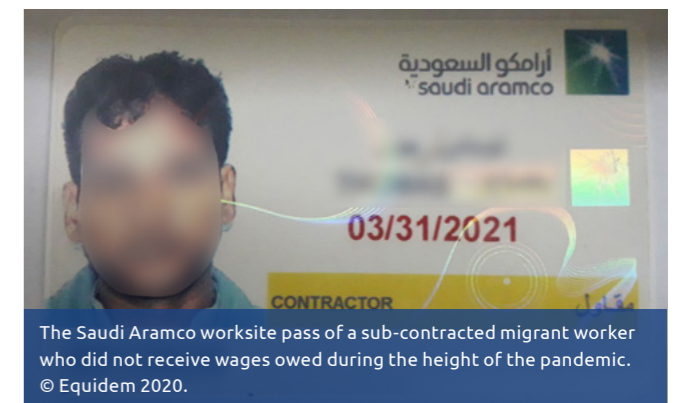 أرامكو السعودية
saudi aramco
03/31/2021
CONTRACTOR
مقاول
The Saudi Aramco worksite pass of a sub-contracted migrant worker
who did not receive wages owed during the height of the pandemic.
© Equidem 2020.